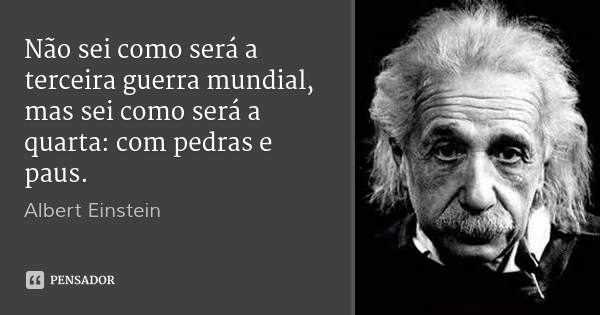 Não sei como será a
terceira guerra mundial,
mas sei como será a
quarta: com pedras e
paus.
Albert Einstein
PENSADOR